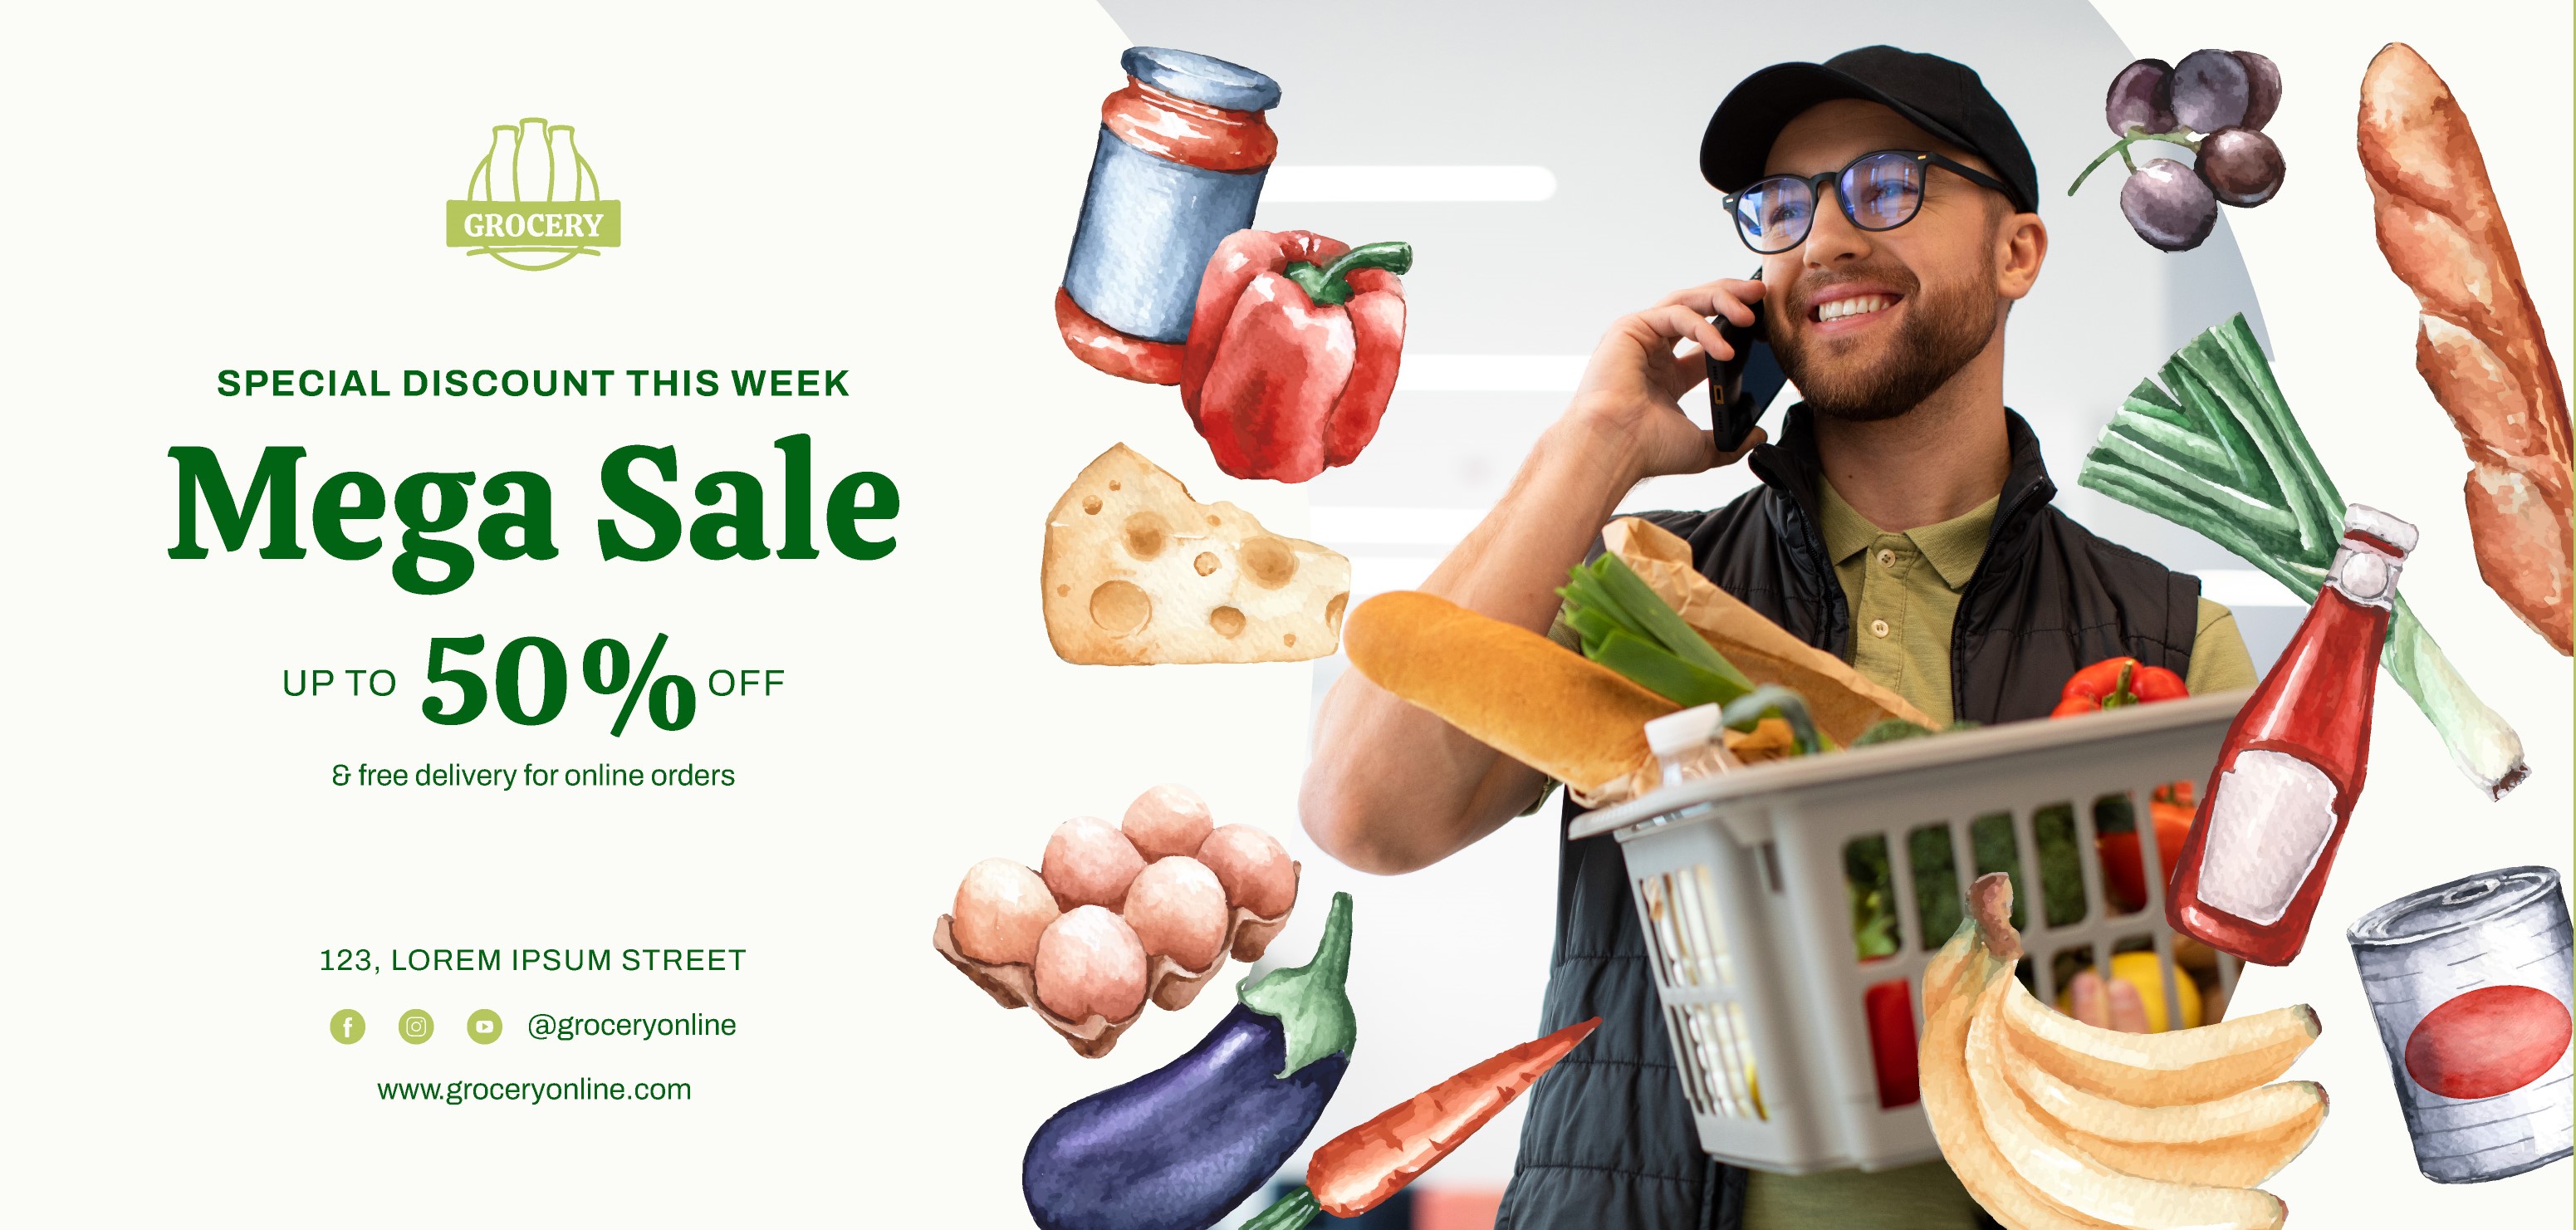 GROCERY
SPECIAL DISCOUNT THIS WEEK
Mega Sale
UP TO 50% OFF
& free delivery for online orders
123, LOREM IPSUM STREET
@groceryonline
www.groceryonline.com